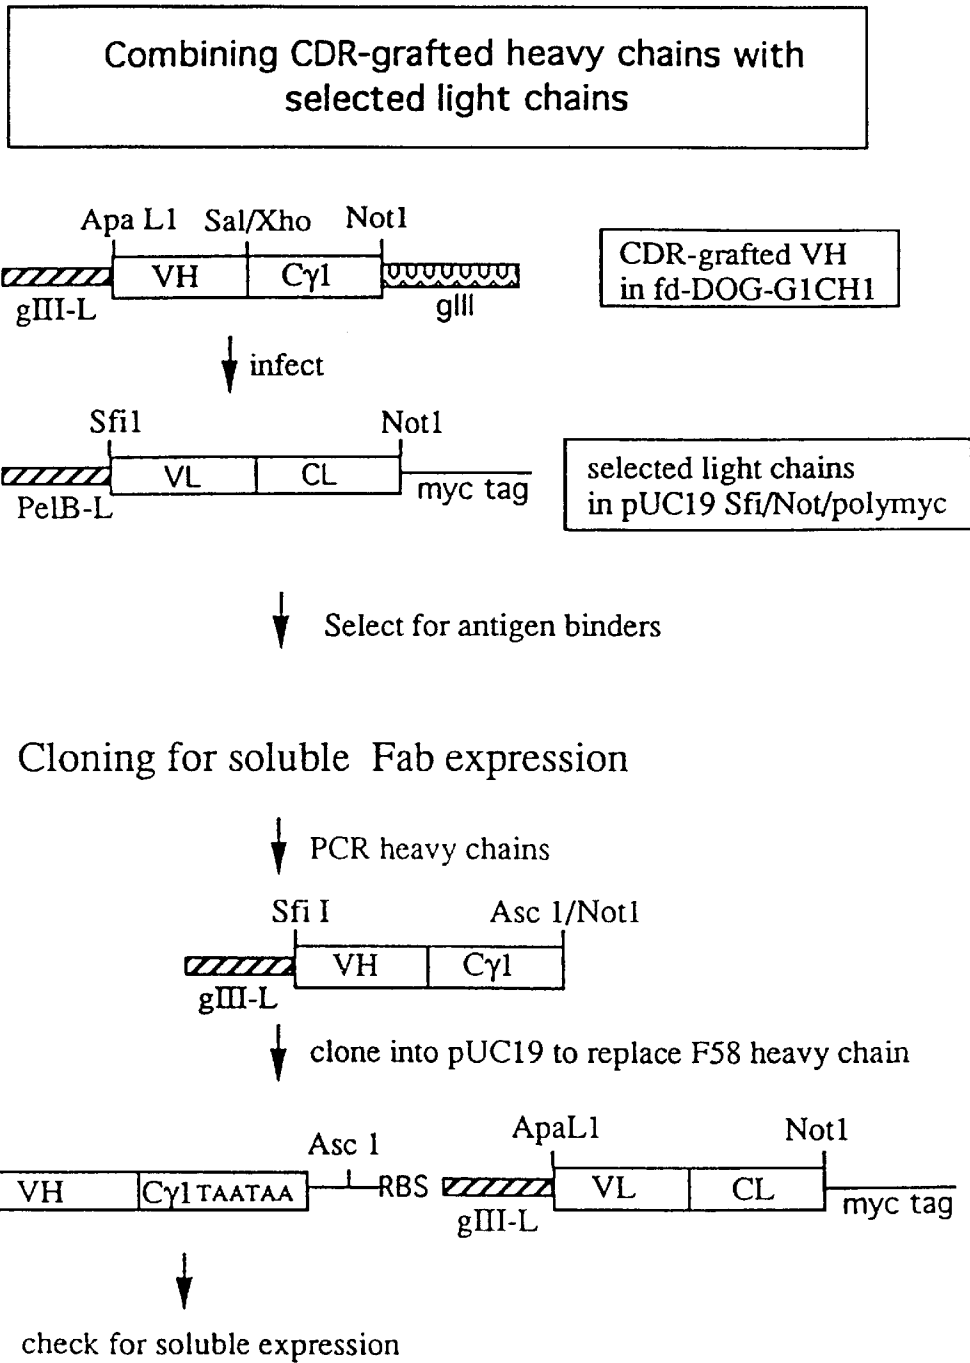 Combining CDR-grafted heavy chains with
selected light chains
Apa L1 Sal/Xho Not1
VH Cγ1
gIII-L gIII
CDR-grafted VH
in fd-DOG-G1CH1
infect
Sfi1 Not1
VL CL
PelB-L myc tag
selected light chains
in pUC19 Sfi/Not/polymyc
Select for antigen binders
Cloning for soluble Fab expression
PCR heavy chains
Sfi I Asc 1/Not1
VH Cγ1
gIII-L
clone into pUC19 to replace F58 heavy chain
Asc 1 ApaL1 Not1
VH Cγ1 TAATAA RBS VL CL
gIII-L myc tag
check for soluble expression